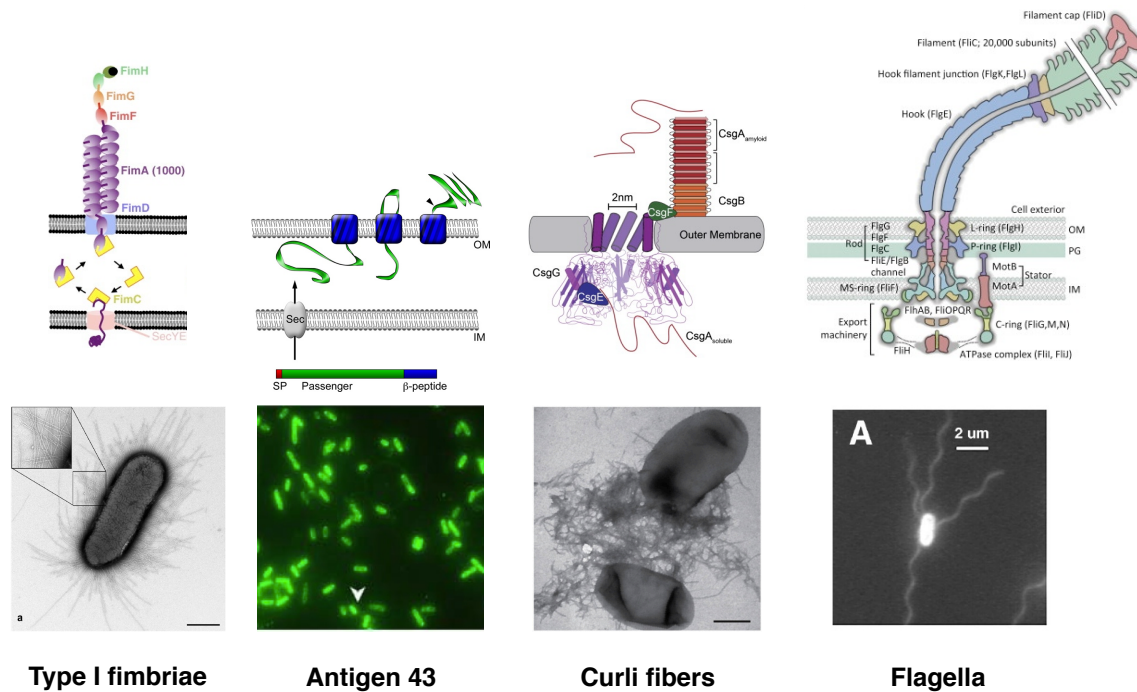 FimH
FimG
FimF
FimA (1000)
FimD
FimC
SecYE
OM
Sec
IM
SP
Passenger
β-peptide
CsgA amyloid
2nm
CsgF
CsgB
Outer Membrane
CsgG
CsgE
CsgA soluble
Filament cap (FliD)
Filament (FliC; 20,000 subunits)
Hook filament junction (FlgK,FlgL)
Hook (FlgE)
Cell exterior
FlgG
L-ring (FlgH)
OM
Rod
FlgF
FlgC
P-ring (FlgI)
PG
FliE/FlgB
channel
MotB
Stator
MotA
MS-ring (FliF)
IM
FlhAB, FliOPQR
Export
machinery
C-ring (FliG,M,N)
FliH
ATPase complex (FliI, FliJ)
a
A
2 um
Type I fimbriae
Antigen 43
Curli fibers
Flagella